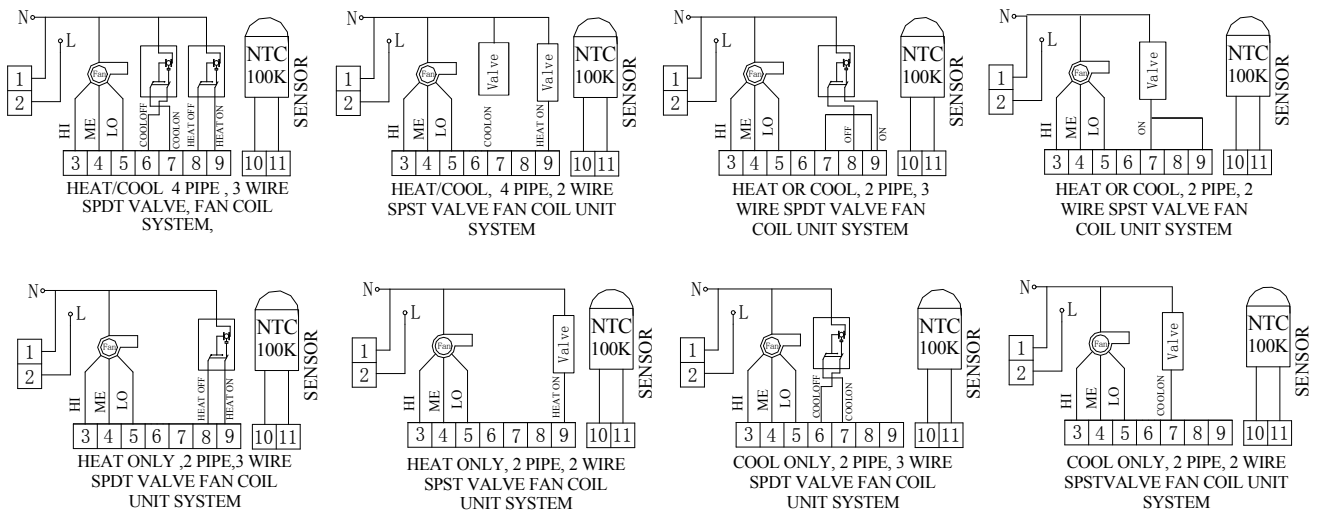 N
L
1
2
Fan
HI
ME
LO
COOLOFF
COOLON
HEAT OFF
HEAT ON
NTC
100K
SENSOR
3 4 5 6 7 8 9 10 11
HEAT/COOL 4 PIPE , 3 WIRE
SPDT VALVE, FAN COIL
SYSTEM,
N
L
1
2
Fan
Valve
Valve
HI
ME
LO
COOLON
HEAT ON
NTC
100K
SENSOR
3 4 5 6 7 8 9 10 11
HEAT/COOL, 4 PIPE, 2 WIRE
SPST VALVE FAN COIL UNIT
SYSTEM
N
L
1
2
Fan
HI
ME
LO
OFF
ON
NTC
100K
SENSOR
3 4 5 6 7 8 9 10 11
HEAT OR COOL, 2 PIPE, 3
WIRE SPDT VALVE FAN
COIL UNIT SYSTEM
N
L
1
2
Fan
Valve
HI
ME
LO
ON
NTC
100K
SENSOR
3 4 5 6 7 8 9 10 11
HEAT OR COOL, 2 PIPE, 2
WIRE SPST VALVE FAN
COIL UNIT SYSTEM
N
L
1
2
Fan
HI
ME
LO
HEAT OFF
HEAT ON
NTC
100K
SENSOR
3 4 5 6 7 8 9 10 11
HEAT ONLY ,2 PIPE,3 WIRE
SPDT VALVE FAN COIL
UNIT SYSTEM
N
L
1
2
Fan
Valve
HI
ME
LO
HEAT ON
NTC
100K
SENSOR
3 4 5 6 7 8 9 10 11
HEAT ONLY, 2 PIPE, 2 WIRE
SPST VALVE FAN COIL
UNIT SYSTEM
N
L
1
2
Fan
HI
ME
LO
COOLOFF
COOLON
NTC
100K
SENSOR
3 4 5 6 7 8 9 10 11
COOL ONLY, 2 PIPE, 3 WIRE
SPDT VALVE FAN COIL
UNIT SYSTEM
N
L
1
2
Fan
Valve
HI
ME
LO
COOLON
NTC
100K
SENSOR
3 4 5 6 7 8 9 10 11
COOL ONLY, 2 PIPE, 2 WIRE
SPSTVALVE FAN COIL UNIT
SYSTEM